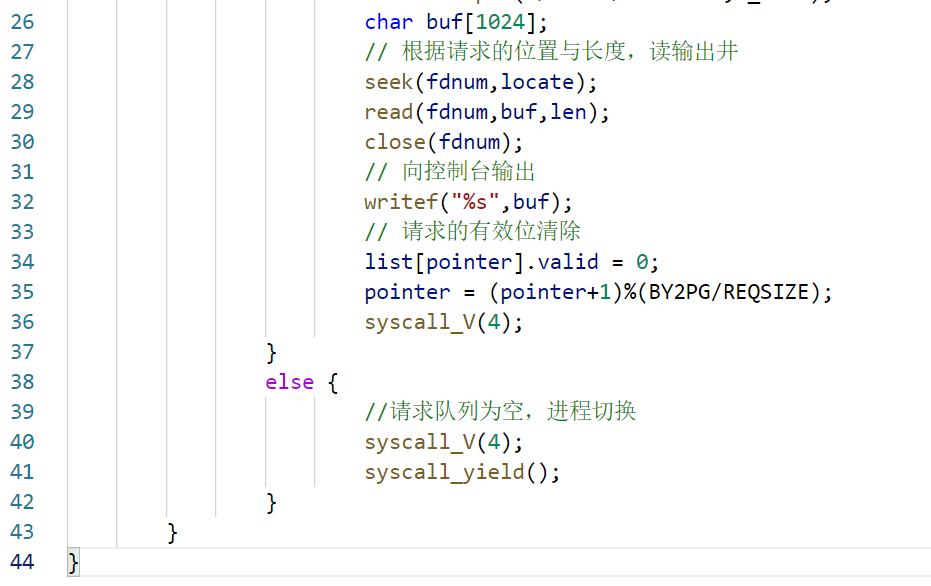 26 char buf[1024];
27 // 根据请求的位置与长度，读输出井
28 seek(fdnum,locate);
29 read(fdnum,buf,len);
30 close(fdnum);
31 // 向控制台输出
32 writef("%s",buf);
33 // 请求的有效位清除
34 list[pointer].valid = 0;
35 pointer = (pointer+1)%(BY2PG/REQSIZE);
36 syscall_V(4);
37 }
38 else {
39 //请求队列为空，进程切换
40 syscall_V(4);
41 syscall_yield();
42 }
43 }
44 }